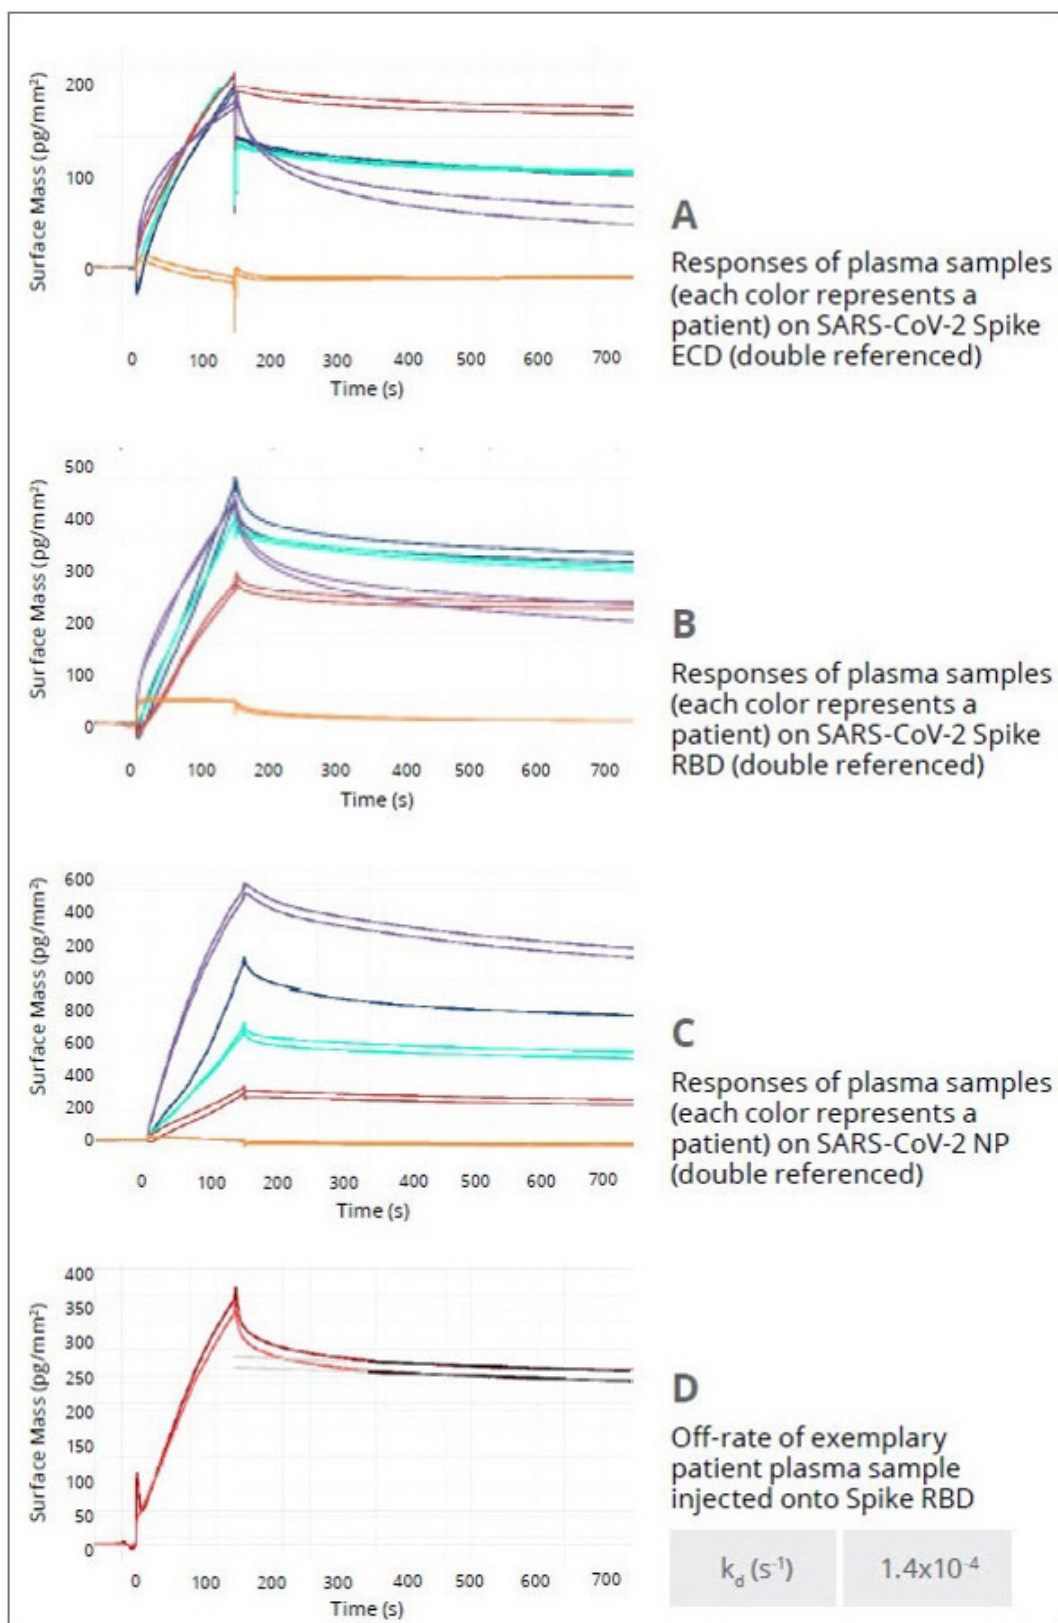 Surface Mass (pg/mm²)
200
100
0
0 100 200 300 400 500 600 700
Time (s)
A
Responses of plasma samples
(each color represents a
patient) on SARS-CoV-2 Spike
ECD (double referenced)
Surface Mass (pg/mm²)
500
400
300
200
100
0
0 100 200 300 400 500 600 700
Time (s)
B
Responses of plasma samples
(each color represents a
patient) on SARS-CoV-2 Spike
RBD (double referenced)
Surface Mass (pg/mm²)
600
400
200
000
800
600
400
200
0
0 100 200 300 400 500 600 700
Time (s)
C
Responses of plasma samples
(each color represents a
patient) on SARS-CoV-2 NP
(double referenced)
Surface Mass (pg/mm²)
400
350
300
250
200
150
100
50
0
0 100 200 300 400 500 600 700
Time (s)
D
Off-rate of exemplary
patient plasma sample
injected onto Spike RBD
k_d (s⁻¹) 1.4x10⁻⁴